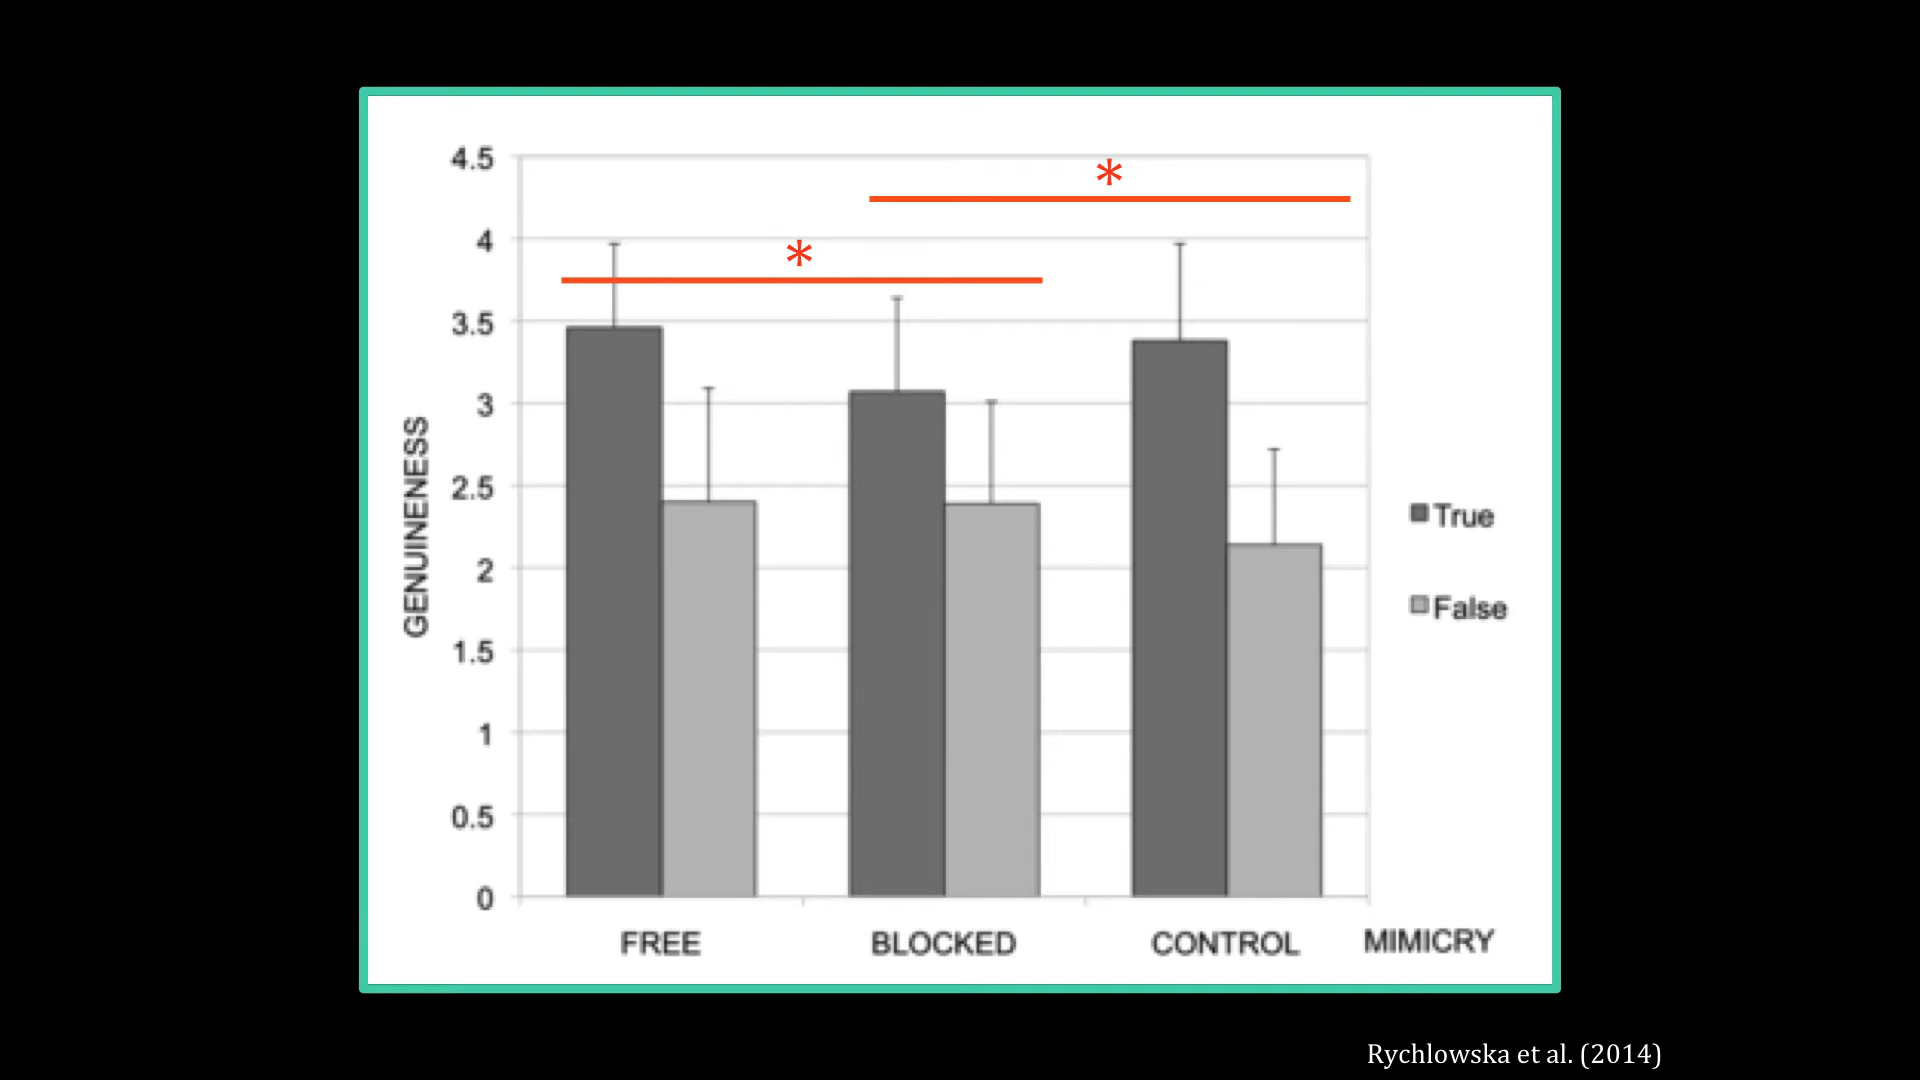 4.5
4
3.5
3
2.5
2
1.5
1
0.5
0
GENUINENESS
*
*
True
False
FREE
BLOCKED
CONTROL
MIMICRY
Rychlowska et al. (2014)